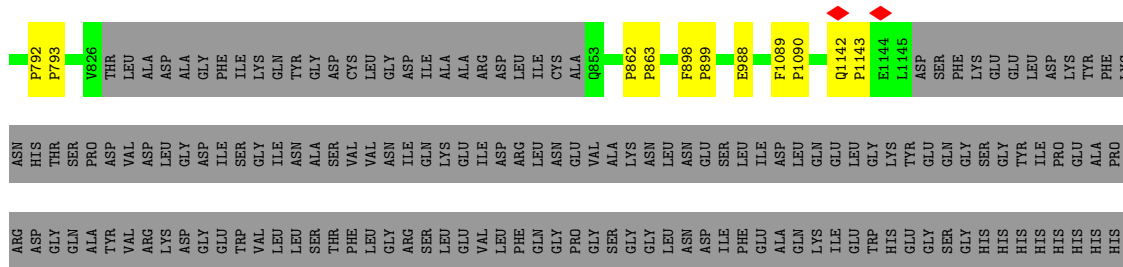 P792 P793 V826 THR LEU ALA ASP ALA GLY PHE ILE LYS GLN TYR GLY ASP CYS LEU GLY ASP ILE ALA ALA ARG ASP LEU ILE CYS ALA Q853 P862 P863 F898 P899 E988 F1089 P1090 Q1142 P1143 E1144 L1145 ASP SER PHE LYS GLU GLU LEU ASP LYS TYR PHE
ASN HIS THR SER PRO ASP VAL ASP LEU GLY ASP ILE SER GLY ILE ASN ALA SER VAL VAL ASN ILE GLN LYS GLU ILE ASP ARG LEU ASN GLU VAL ALA LYS ASN LEU ASN GLU SER LEU ILE ASP LEU GLN GLU LEU GLY LYS TYR GLU GLN GLY SER GLY TYR ILE PRO GLU ALA PRO
ARG ASP GLY GLN ALA TYR VAL ARG LYS ASP GLY GLU TRP VAL LEU LEU SER THR PHE LEU GLY ARG SER LEU GLU VAL LEU PHE GLN GLY PRO GLY SER GLY GLY LEU ASN ASP ILE PHE GLU ALA GLN LYS ILE GLU TRP HIS GLU GLY SER GLY HIS HIS HIS HIS HIS HIS HIS HIS